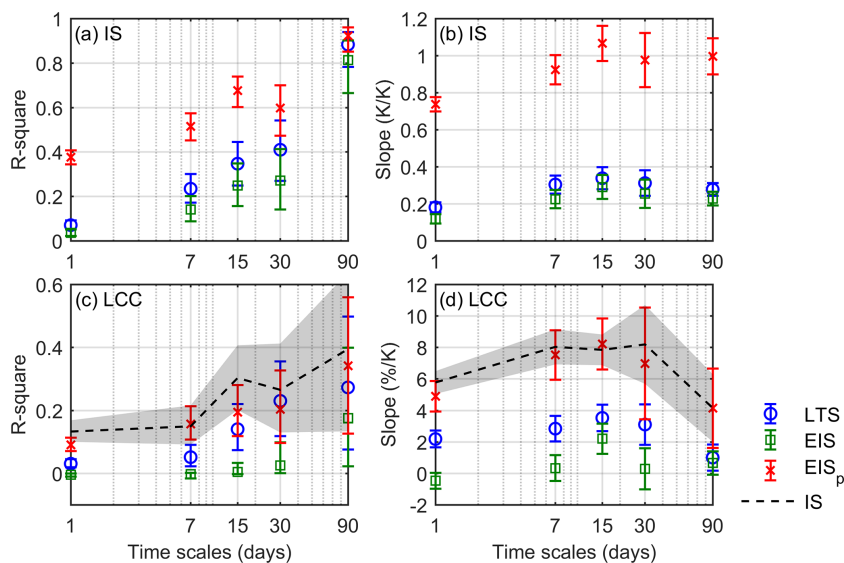 (a) IS
R-square
1
0.8
0.6
0.4
0.2
0
1 7 15 30 90
(b) IS
Slope (K/K)
1.2
1
0.8
0.6
0.4
0.2
0
1 7 15 30 90
(c) LCC
R-square
0.6
0.4
0.2
0
1 7 15 30 90
Time scales (days)
(d) LCC
Slope (%/K)
12
10
8
6
4
2
0
-2
1 7 15 30 90
Time scales (days)
LTS
EIS
EISp
IS